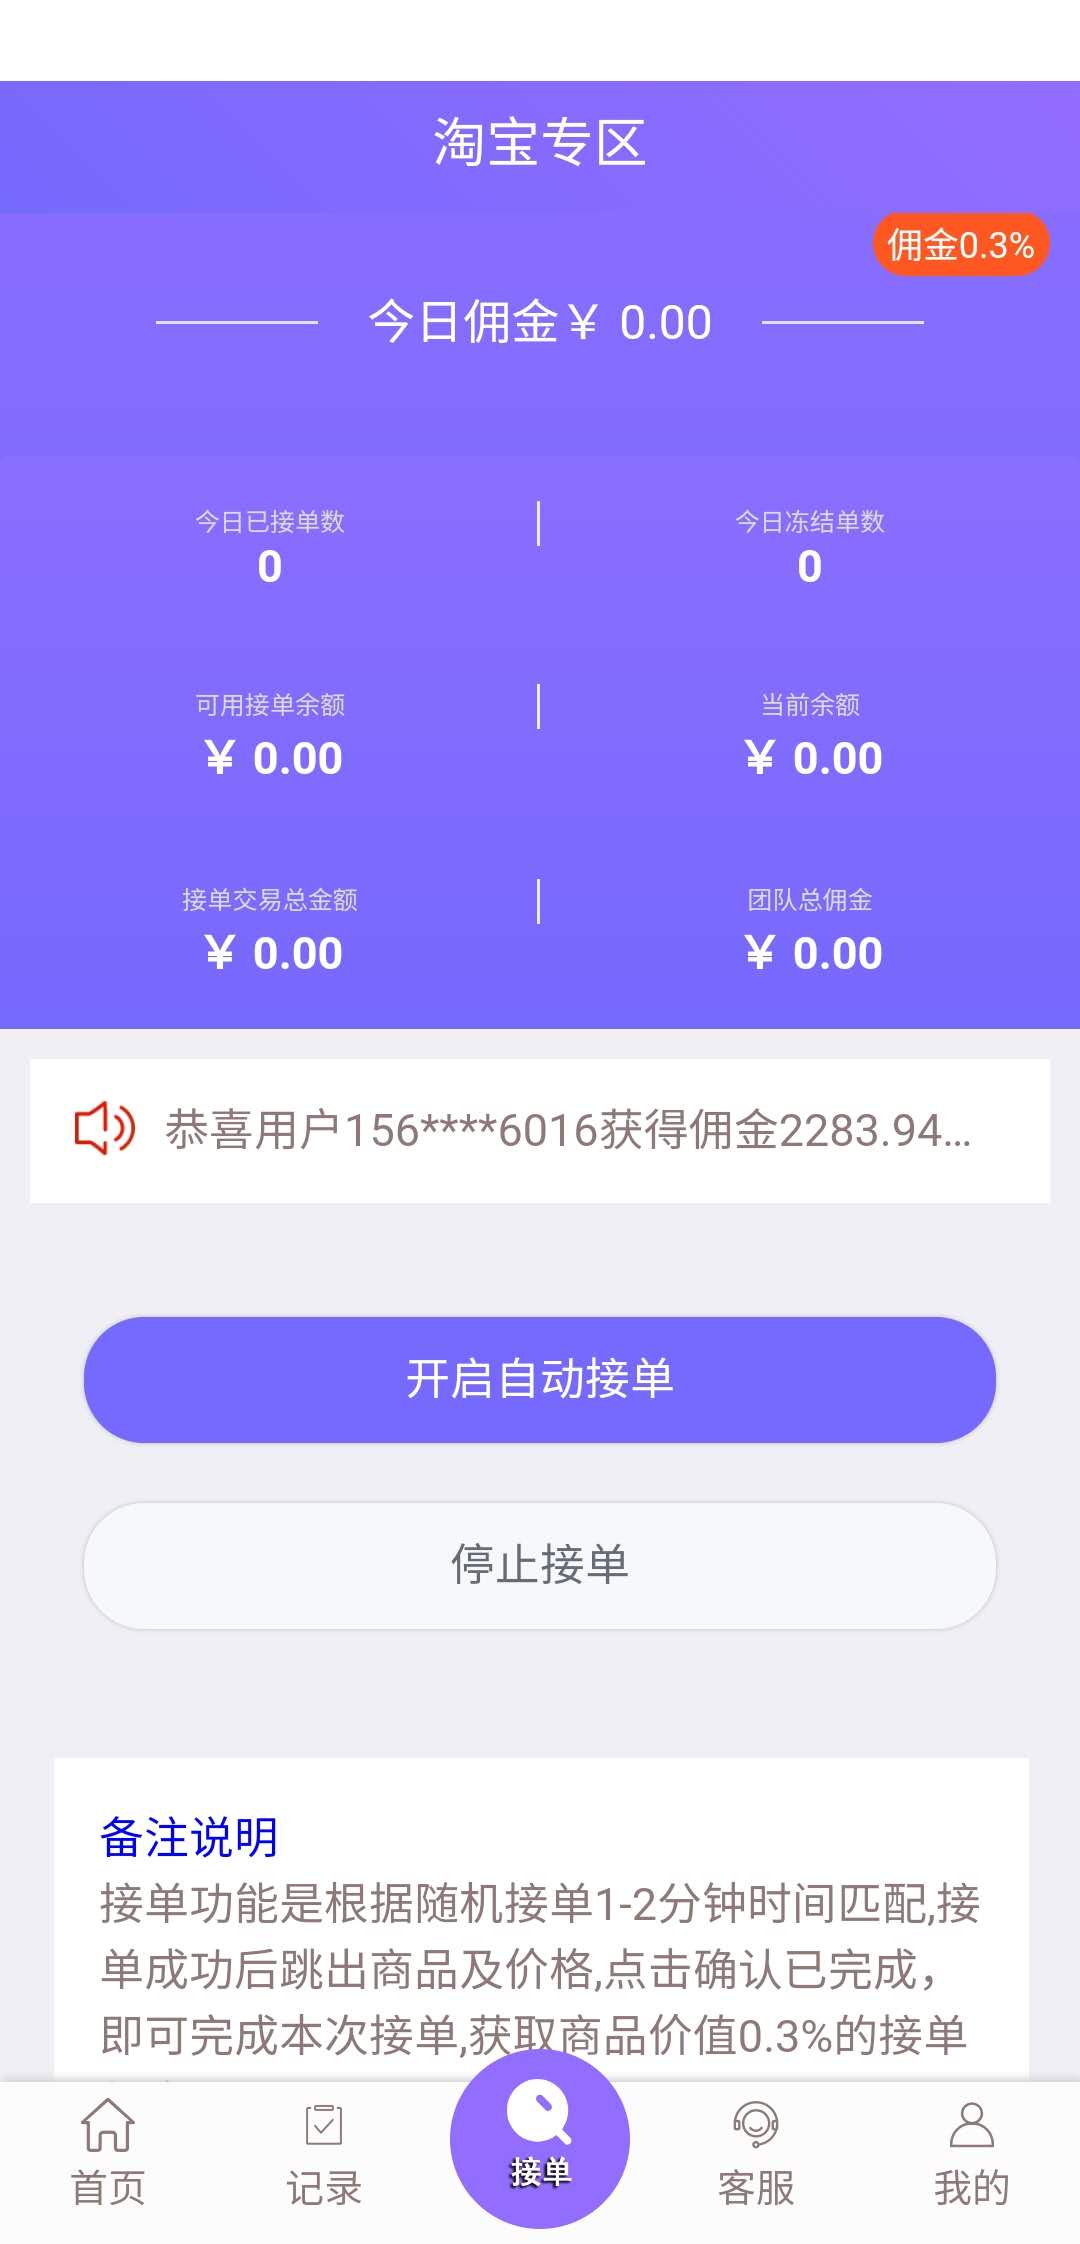 淘宝专区
佣金0.3%
今日佣金￥ 0.00
今日已接单数
0
今日冻结单数
0
可用接单余额
￥ 0.00
当前余额
￥ 0.00
接单交易总金额
￥ 0.00
团队总佣金
￥ 0.00
恭喜用户156****6016获得佣金2283.94...
开启自动接单
停止接单
备注说明
接单功能是根据随机接单1-2分钟时间匹配,接
单成功后跳出商品及价格,点击确认已完成，
即可完成本次接单,获取商品价值0.3%的接单
首页
记录
接单
客服
我的